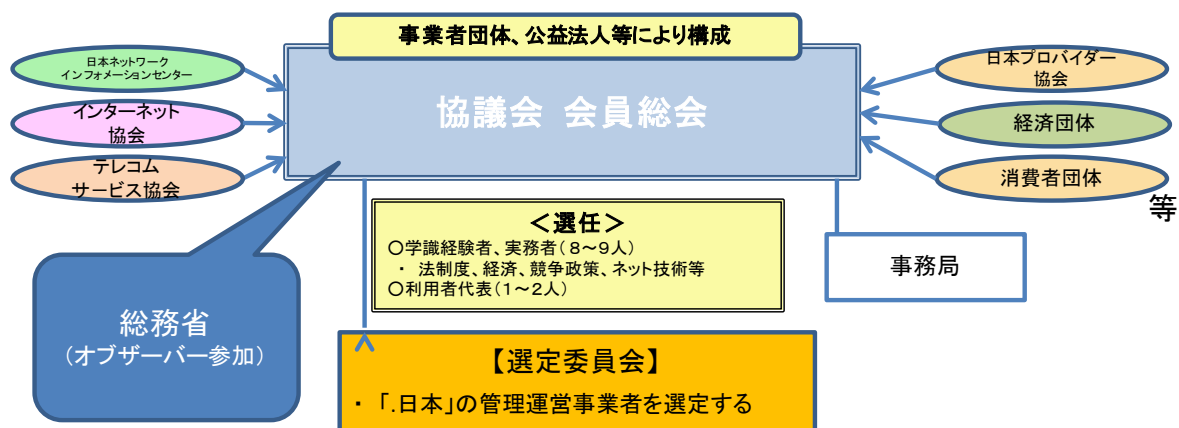 事業者団体、公益法人等により構成
協議会 会員総会
日本ネットワーク
インフォメーションセンター
インターネット
協会
テレコム
サービス協会
日本プロバイダー
協会
経済団体
消費者団体
等
<選任>
○学識経験者、実務者(8~9人)
・ 法制度、経済、競争政策、ネット技術等
○利用者代表(1~2人)
事務局
総務省
(オブザーバー参加)
【選定委員会】
・ 「.日本」の管理運営事業者を選定する